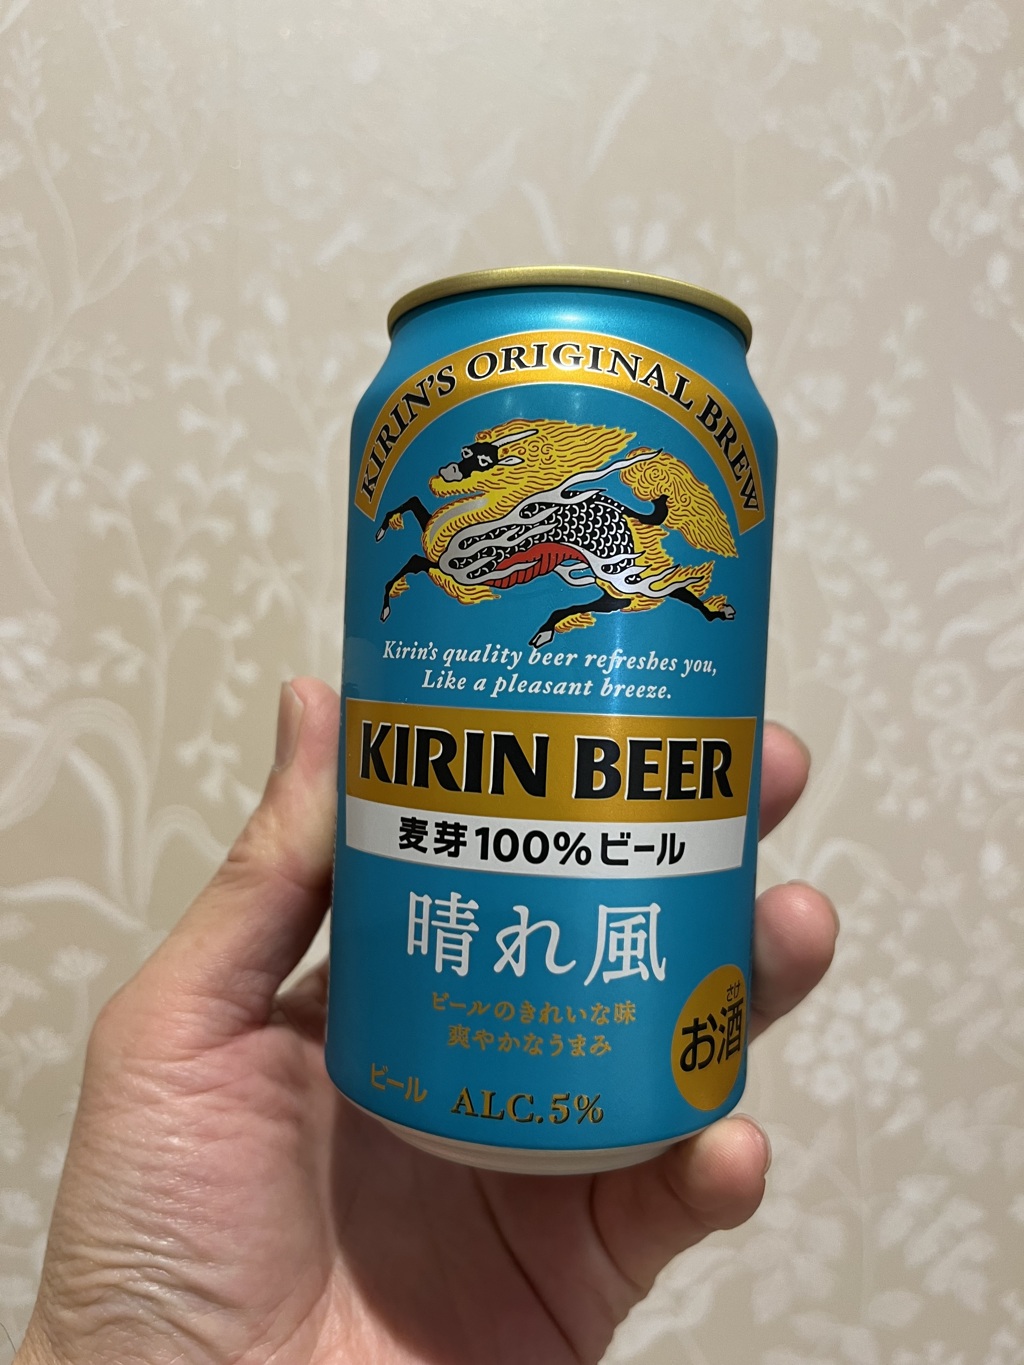 KIRIN'S ORIGINAL BREW
Kirin's quality beer refreshes you,
Like a pleasant breeze.
KIRIN BEER
麦芽100%ビール
晴れ風
ビールのきれいな味
爽やかなうまみ
さけ
お酒
ビール ALC.5%